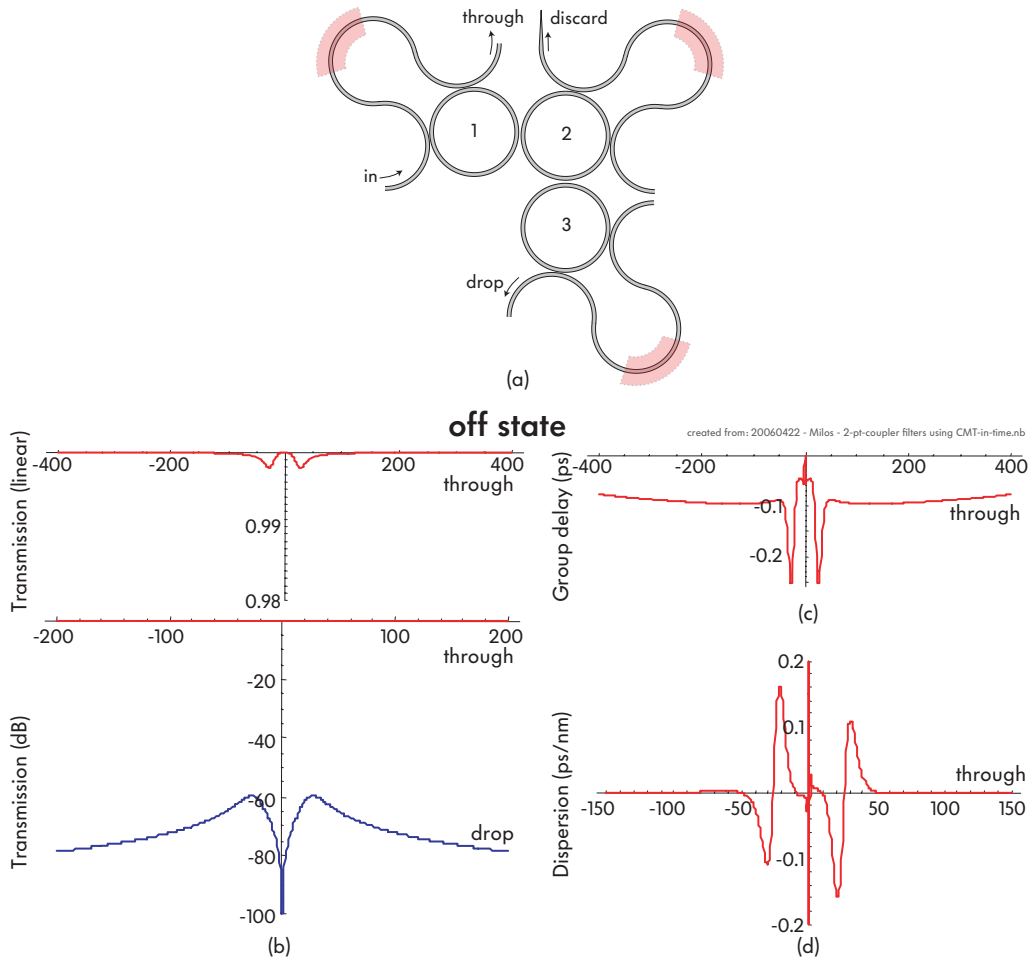 through
discard
1
2
in
3
drop
(a)
off state
created from: 20060422 - Milos - 2-pt-coupler filters using CMT-in-time.nb
Transmission (linear)
-400
-200
200
400
through
0.99
0.98
Transmission (dB)
-200
-100
100
200
through
-20
-40
-60
-80
-100
drop
(b)
Group delay (ps)
-400
-200
200
400
-0.1
through
-0.2
(c)
Dispersion (ps/nm)
0.2
0.1
through
-150
-100
-50
50
100
150
-0.1
-0.2
(d)